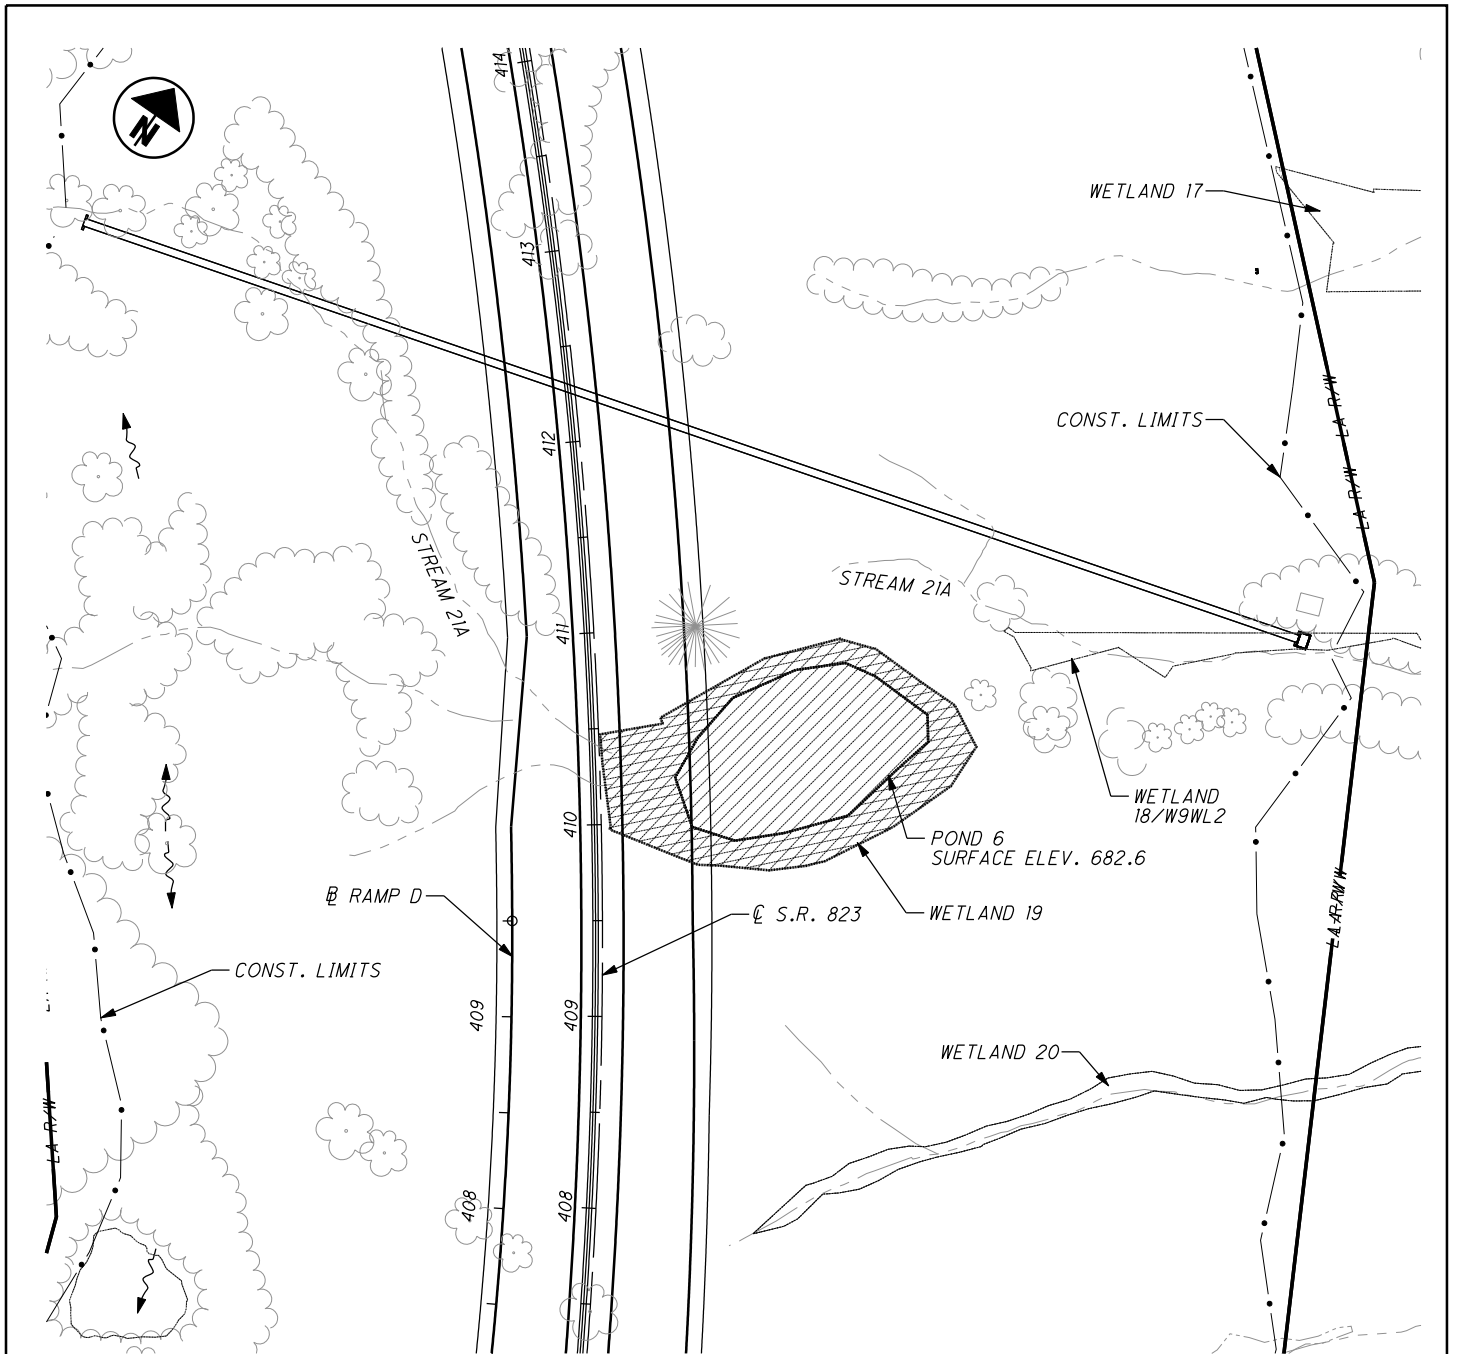 414
N
WETLAND 17
413
LA R/W
CONST. LIMITS
412
LA R/W
STREAM 21A
STREAM 21A
411
WETLAND
18/W9WL2
410
POND 6
SURFACE ELEV. 682.6
℄ RAMP D
WETLAND 19
℄ S.R. 823
CONST. LIMITS
409
409
WETLAND 20
LA R/W
408
408